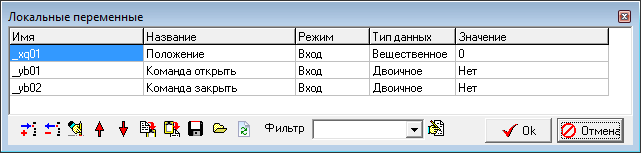 Локальные переменные
Имя Название Режим Тип данных Значение
_xq01 Положение Вход Вещественное 0
_yb01 Команда открыть Вход Двоичное Нет
_yb02 Команда закрыть Вход Двоичное Нет
Фильтр Ok Отмена